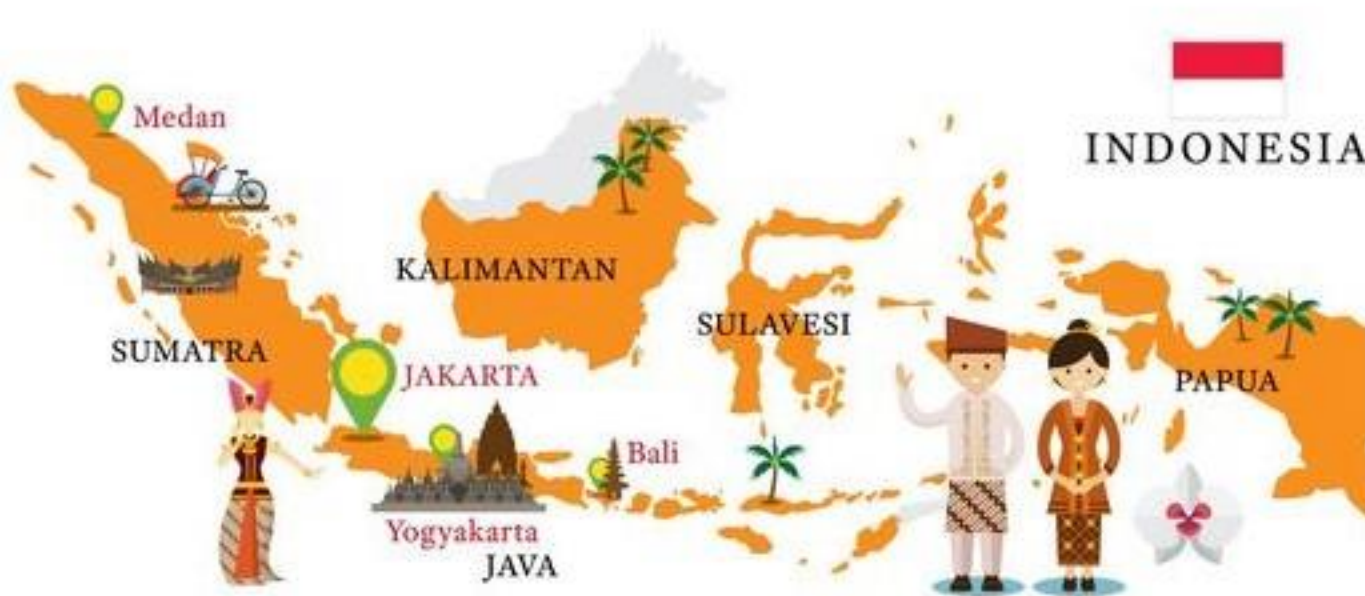 Medan
INDONESIA
KALIMANTAN
SULAVESI
SUMATRA
JAKARTA
PAPUA
Bali
Yogyakarta
JAVA